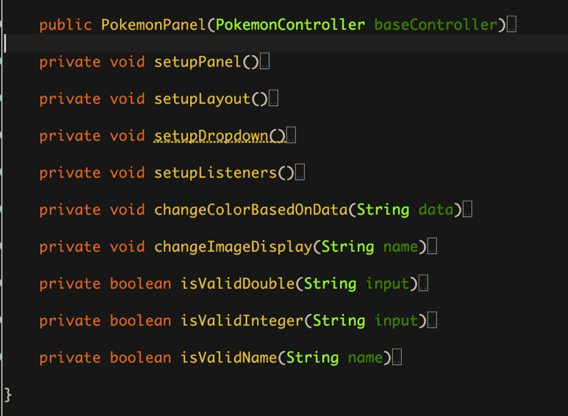 public PokemonPanel(PokemonController baseController)
private void setupPanel()
private void setupLayout()
private void setupDropdown()
private void setupListeners()
private void changeColorBasedOnData(String data)
private void changeImageDisplay(String name)
private boolean isValidDouble(String input)
private boolean isValidInteger(String input)
private boolean isValidName(String name)
}